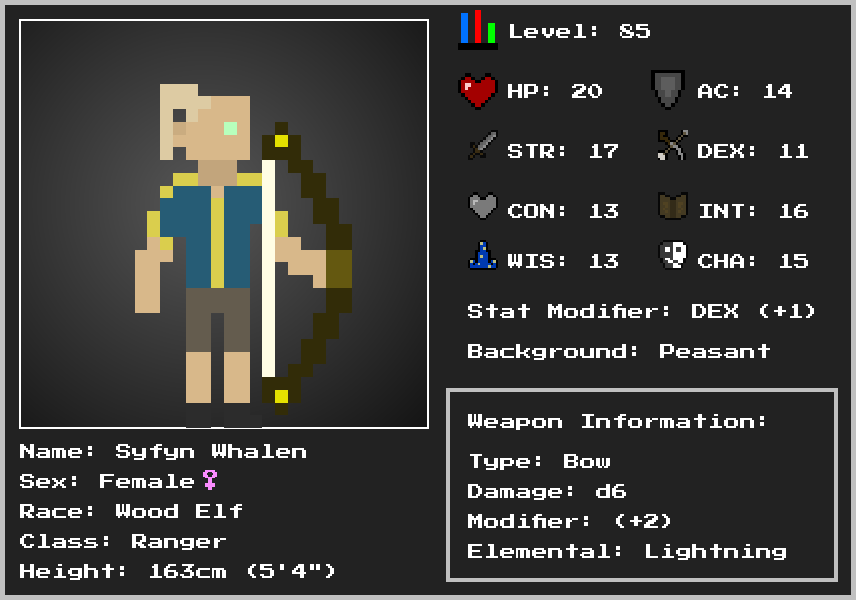 Level: 85
HP: 20
AC: 14
STR: 17
DEX: 11
CON: 13
INT: 16
WIS: 13
CHA: 15
Stat Modifier: DEX (+1)
Background: Peasant
Name: Syfyn Whalen
Sex: Female♀
Race: Wood Elf
Class: Ranger
Height: 163cm (5'4")
Weapon Information:
Type: Bow
Damage: d6
Modifier: (+2)
Elemental: Lightning